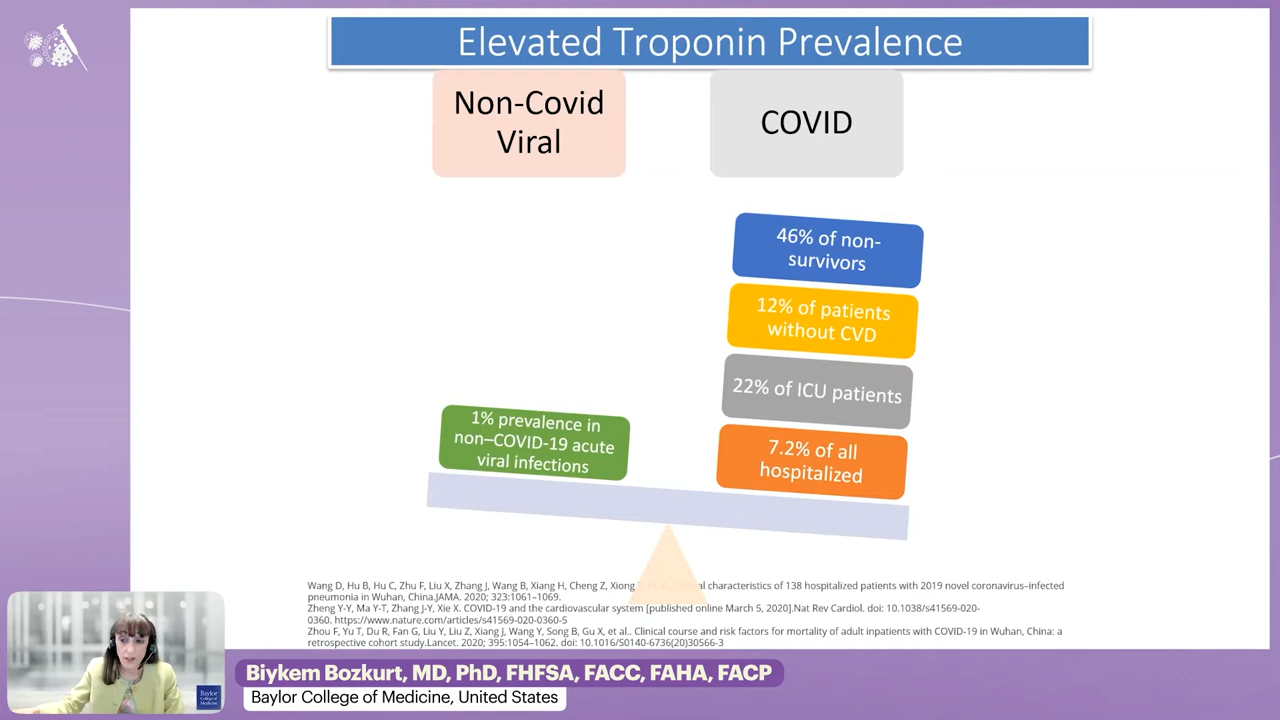 Elevated Troponin Prevalence
Non-Covid
Viral
COVID
46% of non-
survivors
12% of patients
without CVD
22% of ICU patients
7.2% of all
hospitalized
1% prevalence in
non–COVID-19 acute
viral infections
Wang D, Hu B, Hu C, Zhu F, Liu X, Zhang J, Wang B, Xiang H, Cheng Z, Xiong characteristics of 138 hospitalized patients with 2019 novel coronavirus–infected
pneumonia in Wuhan, China.JAMA. 2020; 323:1061–1069.
Zheng Y-Y, Ma Y-T, Zhang J-Y, Xie X. COVID-19 and the cardiovascular system [published online March 5, 2020].Nat Rev Cardiol. doi: 10.1038/s41569-020-
0360. https://www.nature.com/articles/s41569-020-0360-5
Zhou F, Yu T, Du R, Fan G, Liu Y, Liu Z, Xiang J, Wang Y, Song B, Gu X, et al.. Clinical course and risk factors for mortality of adult inpatients with COVID-19 in Wuhan, China: a
retrospective cohort study.Lancet. 2020; 395:1054–1062. doi: 10.1016/S0140-6736(20)30566-3
Baylor
College of
Medicine
Biykem Bozkurt, MD, PhD, FHFSA, FACC, FAHA, FACP
Baylor College of Medicine, United States